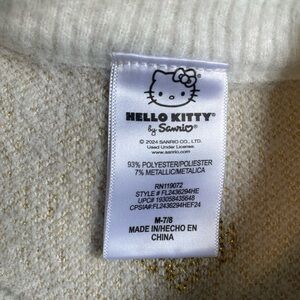 HELLO KITTY®
by Sanrio
© 2024 SANRIO CO., LTD.
Used Under License.
www.sanrio.com
93% POLYESTER/POLIESTER
7% METALLIC/METALICA
RN119072
STYLE # FL2436294HE
UPC# 193058435648
CPSIA#:FL2436294HEF24
M-7/8
MADE IN/HECHO EN
CHINA